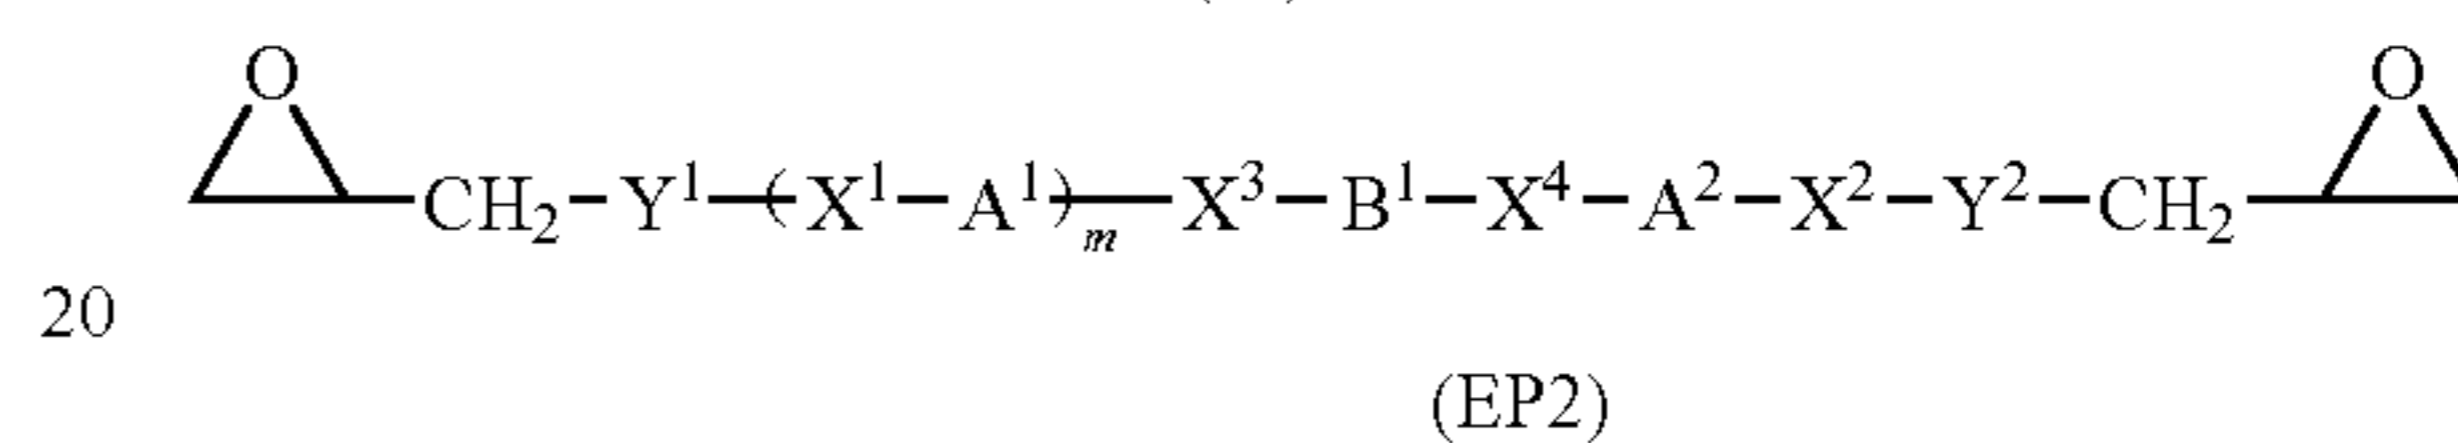 O O
CH₂–Y¹–(X¹–A¹)ₘ–X³–B¹–X⁴–A²–X²–Y²–CH₂
20
(EP2)